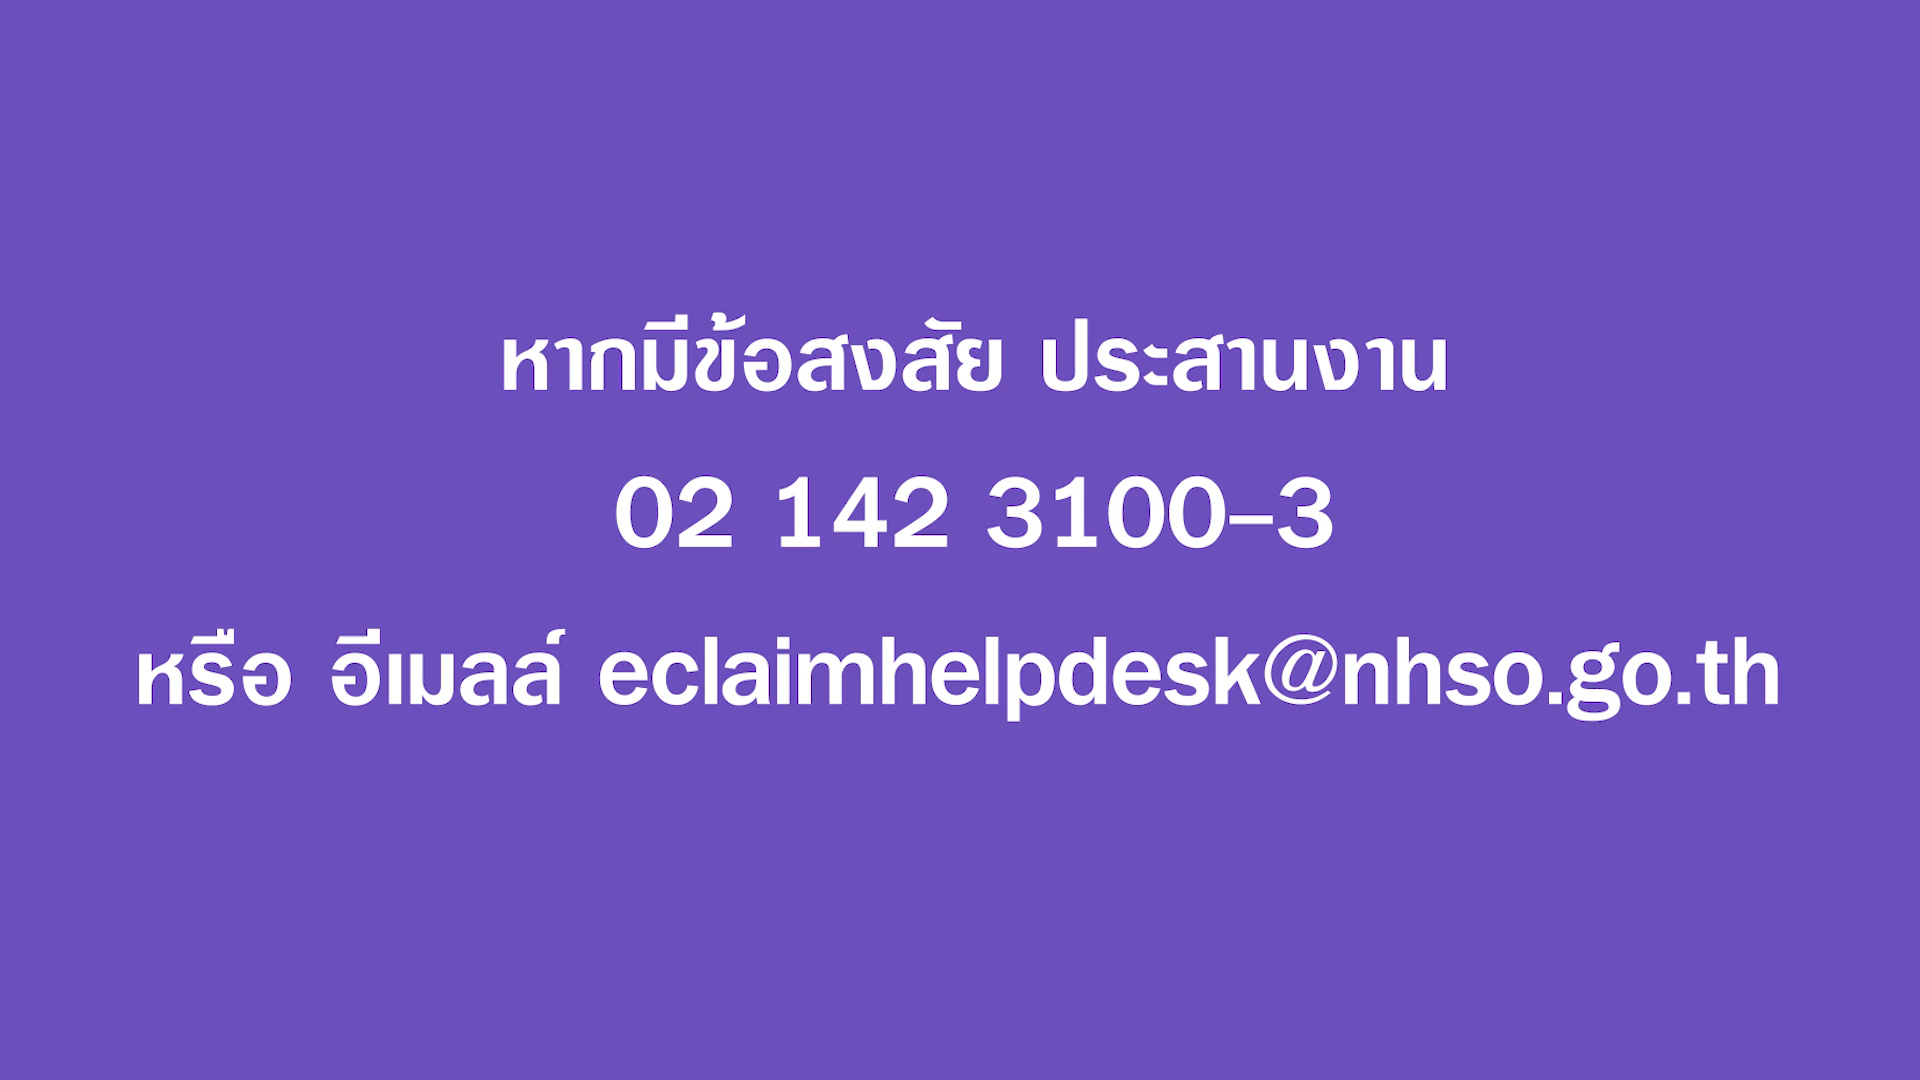 หากมีข้อสงสัย ประสานงาน
02 142 3100–3
หรือ อีเมลล์ eclaimhelpdesk@nhso.go.th